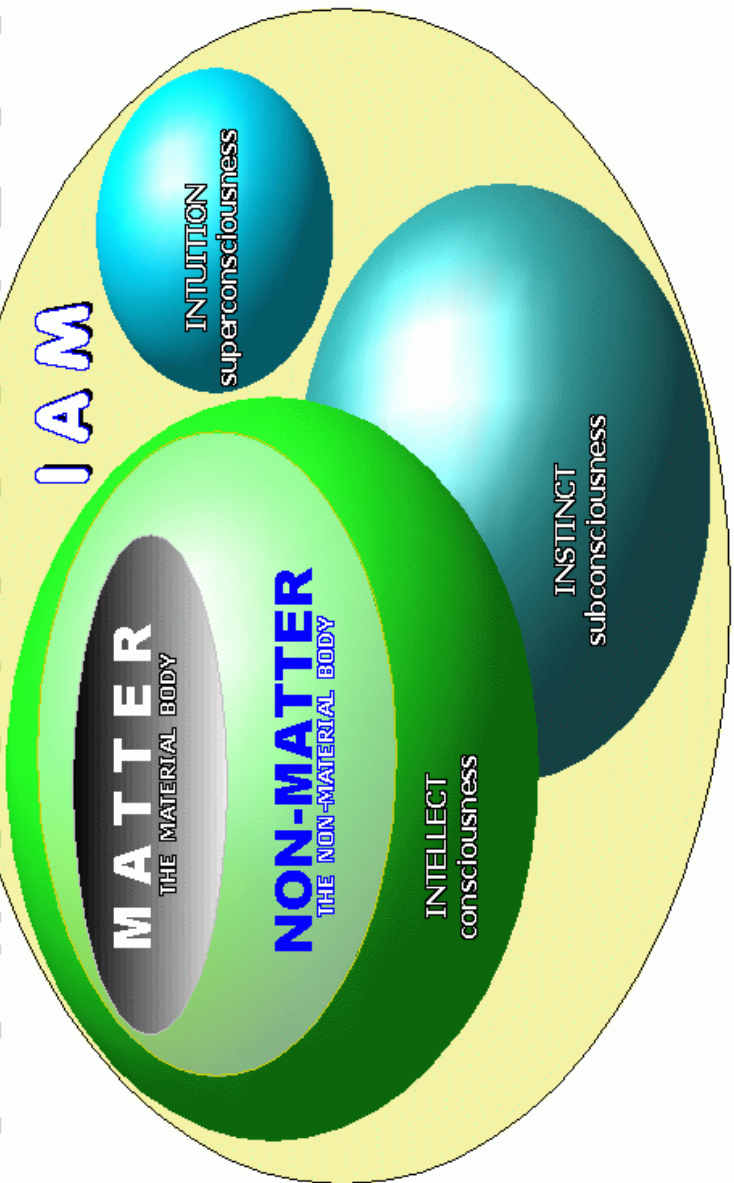 I AM
MATTER
THE MATERIAL BODY
NON-MATTER
THE NON-MATERIAL BODY
INTELLECT
consciousness
INTUITION
superconsciousness
INSTINCT
subconsciousness